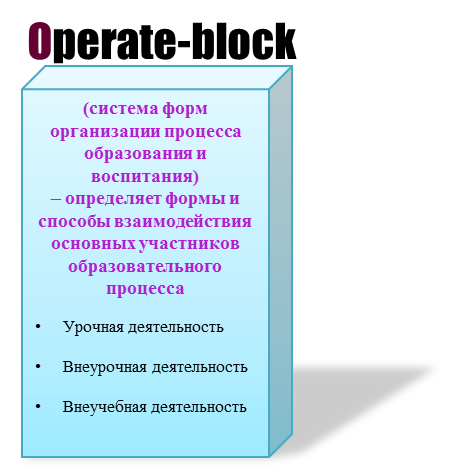 Operate-block
(система форм
организации процесса
образования и
воспитания)
– определяет формы и
способы взаимодействия
основных участников
образовательного
процесса
• Урочная деятельность
• Внеурочная деятельность
• Внеучебная деятельность